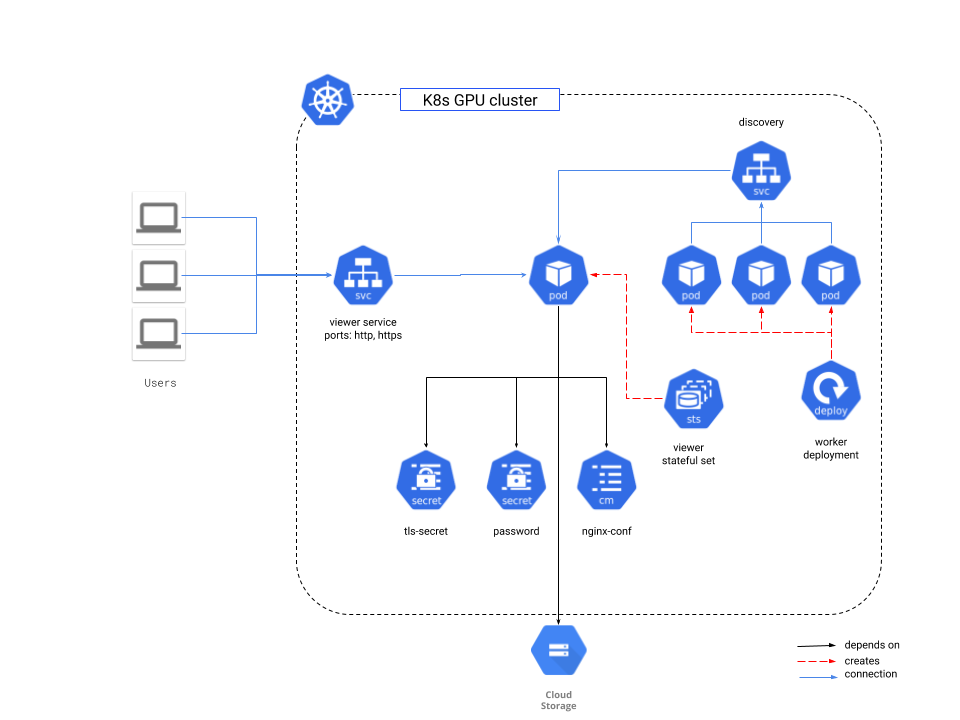 K8s GPU cluster
discovery
svc
svc
pod
pod
pod
pod
viewer service
ports: http, https
Users
sts
deploy
viewer
stateful set
worker
deployment
secret
secret
cm
tls-secret
password
nginx-conf
depends on
creates
connection
Cloud
Storage